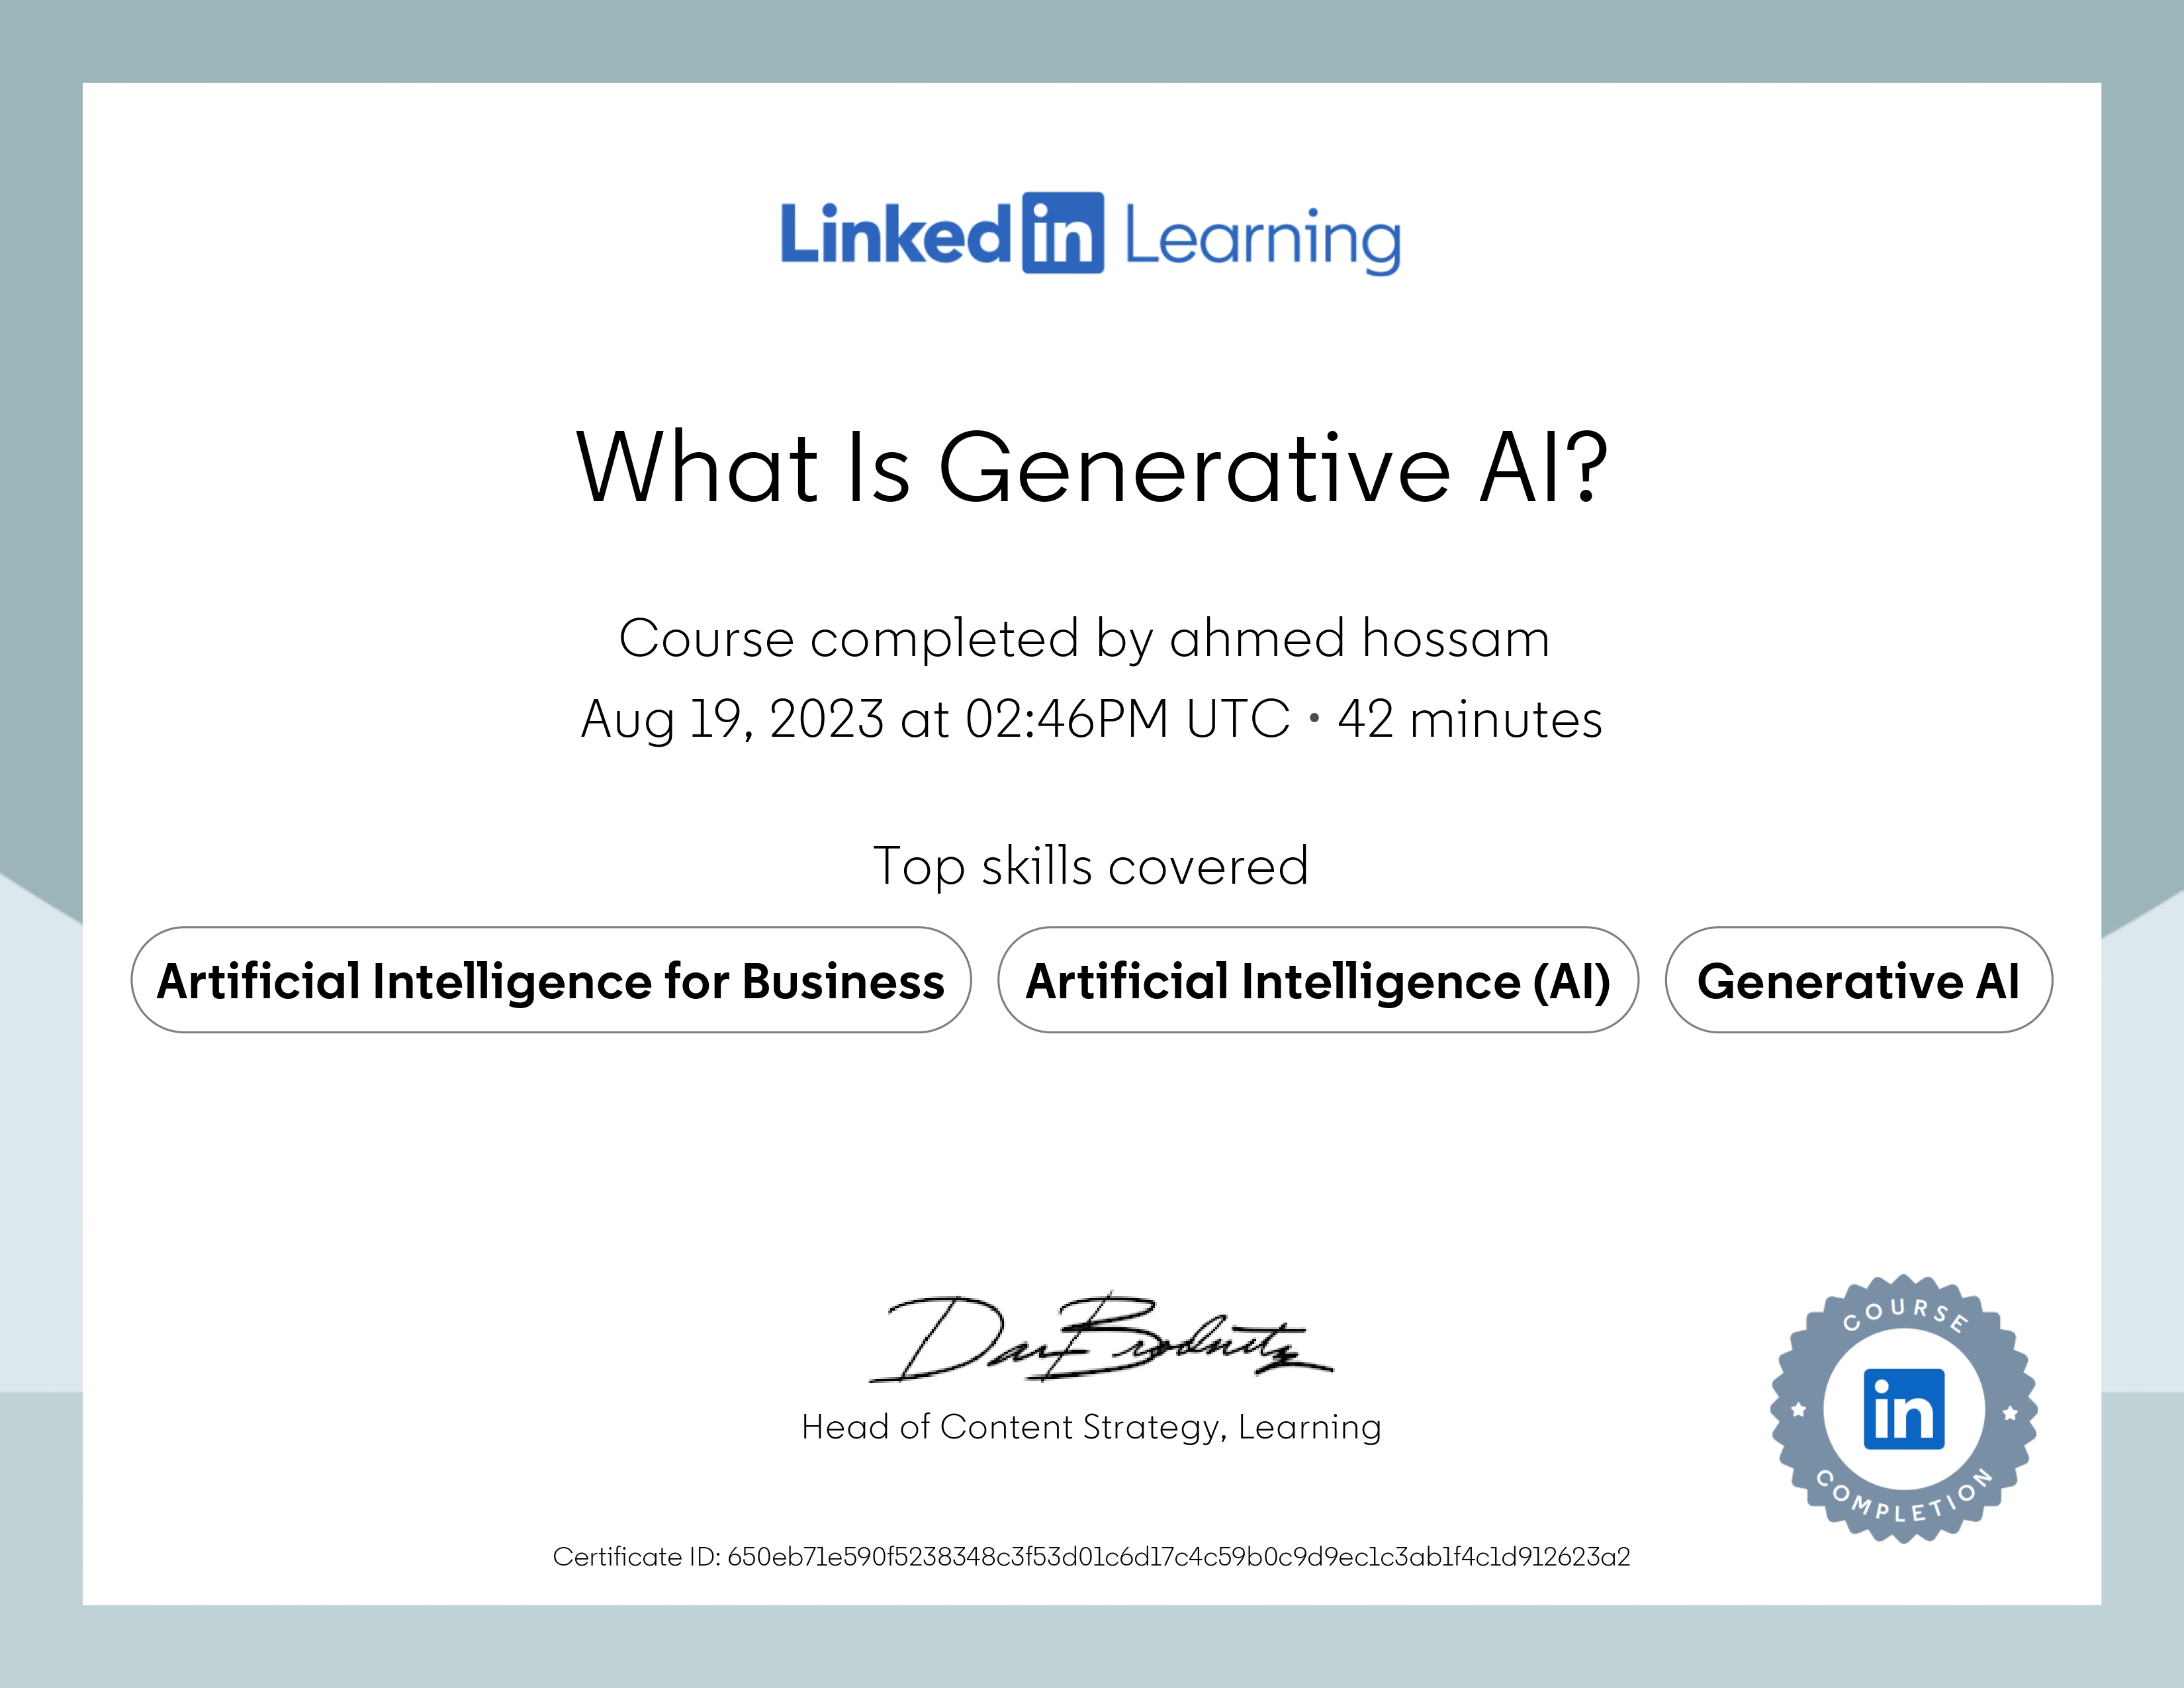 Linkedin Learning
What Is Generative AI?
Course completed by ahmed hossam
Aug 19, 2023 at 02:46PM UTC • 42 minutes
Top skills covered
Artificial Intelligence for Business
Artificial Intelligence (AI)
Generative AI
Dan Brodnitz
Head of Content Strategy, Learning
COURSE
in
COMPLETION
Certificate ID: 650eb71e590f5238348c3f53d01c6d17c4c59b0c9d9ec1c3ab1f4c1d912623a2